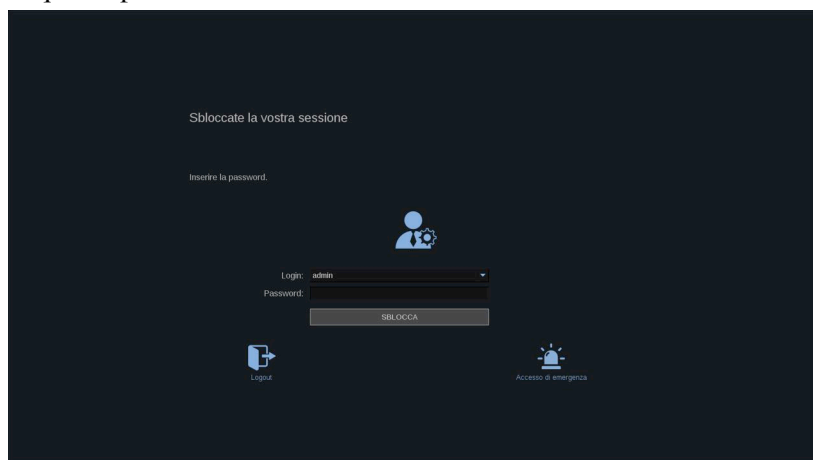 Sbloccate la vostra sessione
Inserire la password.
Login: admin
Password:
SBLOCCA
Logout
Accesso di emergenza